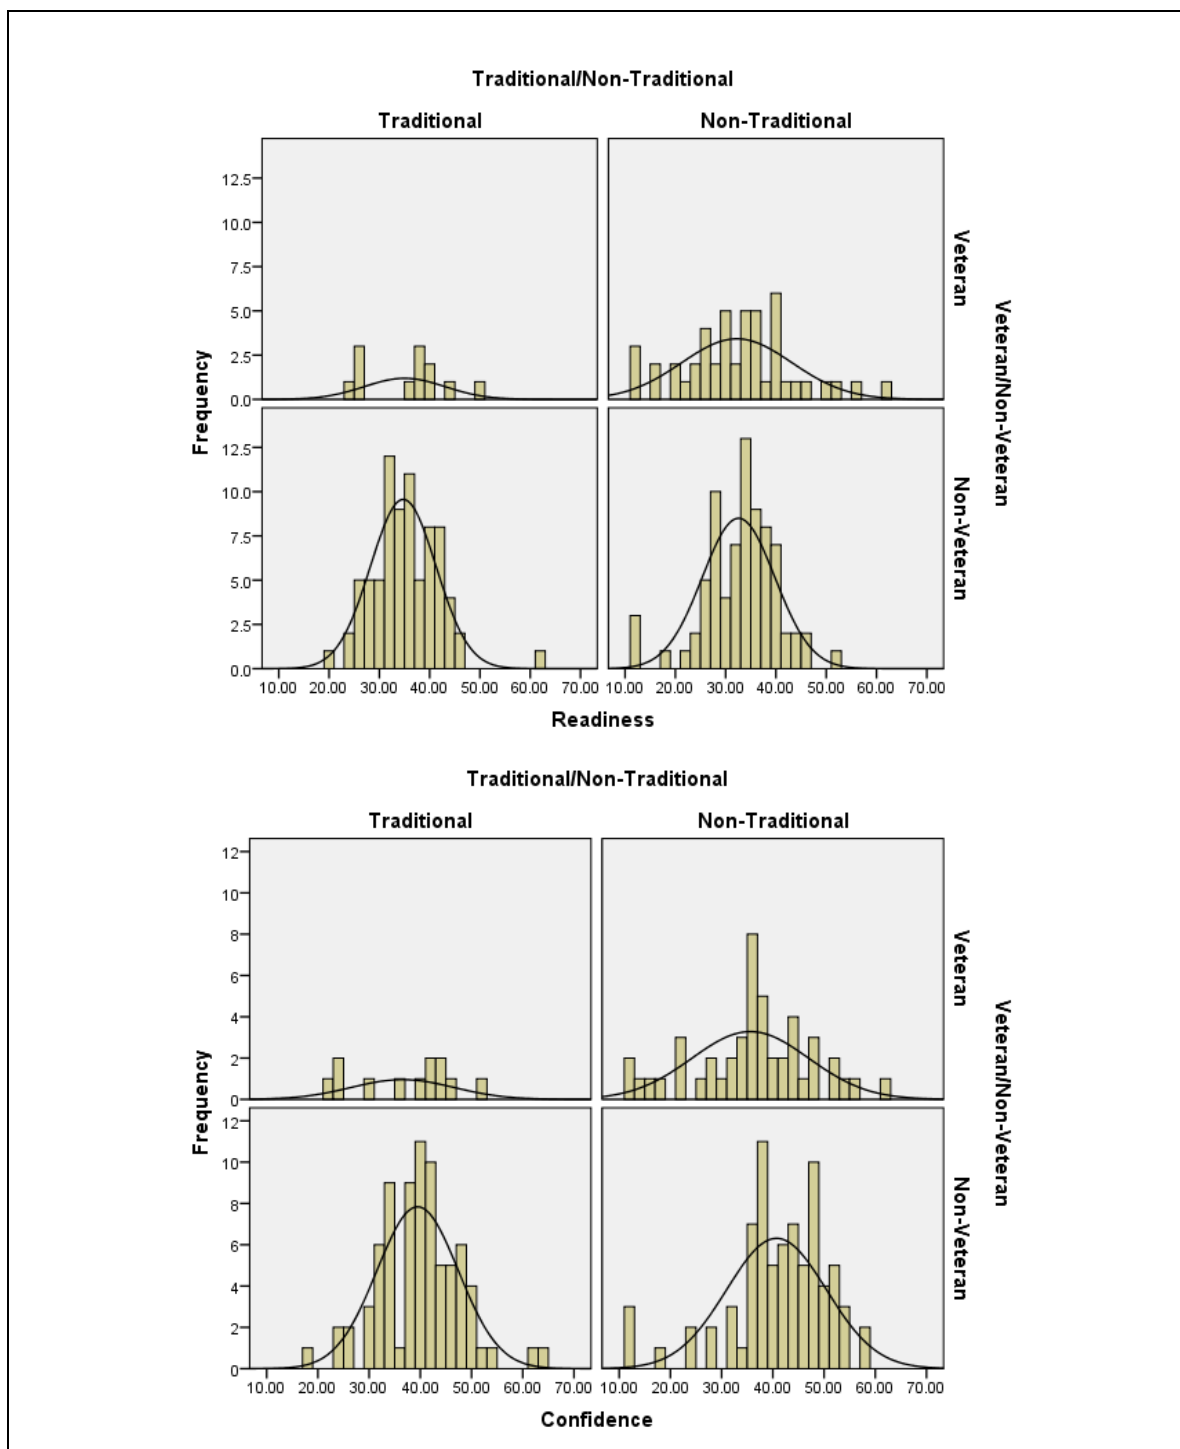 Traditional/Non-Traditional
Traditional Non-Traditional
12.5
10.0
7.5
5.0
2.5
0.0
Veteran
12.5
10.0
7.5
5.0
2.5
0.0
Non-Veteran
Frequency
Veteran/Non-Veteran
10.00 20.00 30.00 40.00 50.00 60.00 70.00 10.00 20.00 30.00 40.00 50.00 60.00 70.00
Readiness
Traditional/Non-Traditional
Traditional Non-Traditional
12
10
8
6
4
2
0
Veteran
12
10
8
6
4
2
0
Non-Veteran
Frequency
Veteran/Non-Veteran
10.00 20.00 30.00 40.00 50.00 60.00 70.00 10.00 20.00 30.00 40.00 50.00 60.00 70.00
Confidence